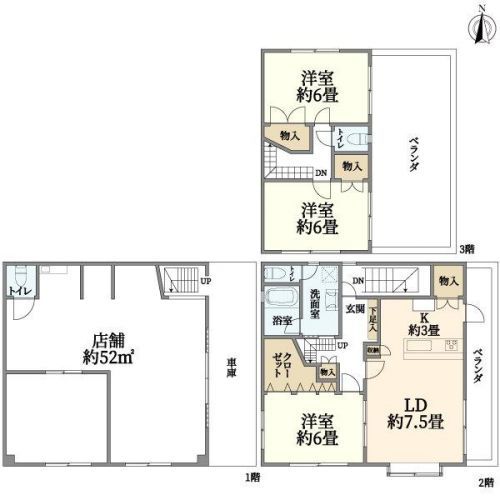 N
洋室
約6畳
物入
トイレ
物入
DN
洋室
約6畳
ベランダ
3階
トイレ
UP
店舗
約52㎡
車庫
1階
トイレ
洗面室
浴室
DN
玄関
下足入
物入
K
約3畳
収納
クローゼット
UP
物入
洋室
約6畳
LD
約7.5畳
ベランダ
2階